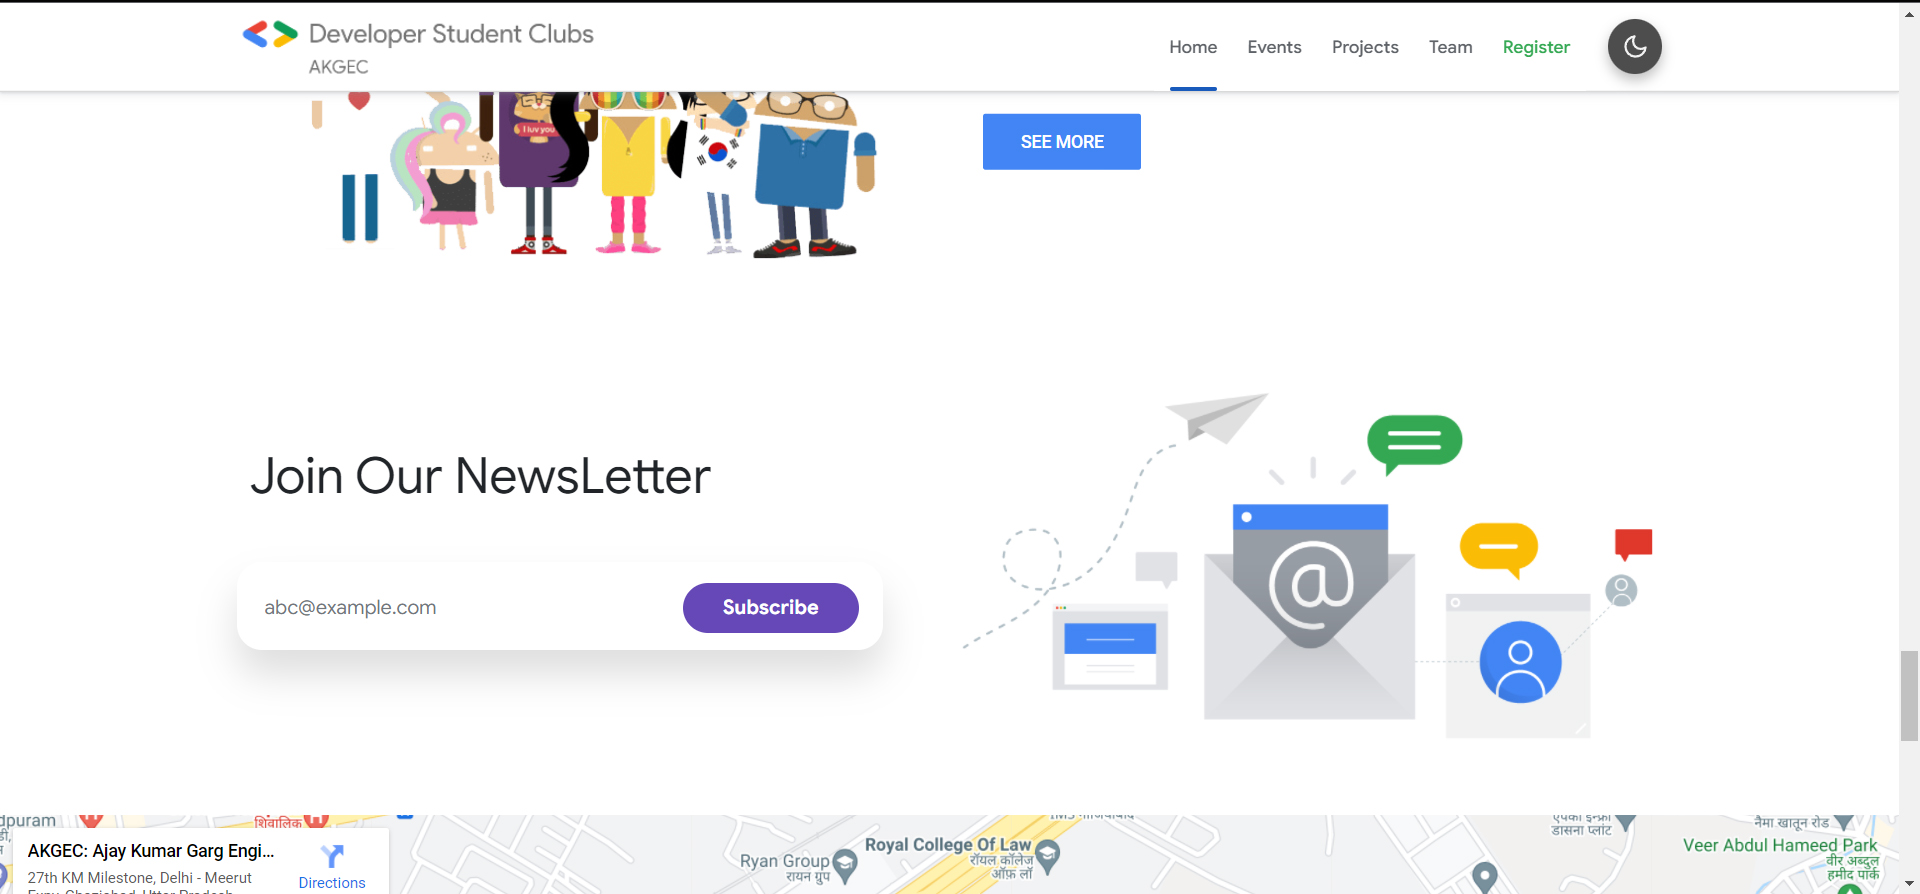 Developer Student Clubs
AKGEC
Home
Events
Projects
Team
Register
I luv you
SEE MORE
Join Our NewsLetter
abc@example.com
Subscribe
@
dpuram
शिवालिक
AKGEC: Ajay Kumar Garg Engi...
27th KM Milestone, Delhi - Meerut
Directions
Ryan Group
रायन ग्रुप
Royal College Of Law
रॉयल कॉलेज
ऑफ़ लॉ
डासना प्लांट
नैमा खातून रोड
Veer Abdul Hameed Park
वीर अब्दुल
हमीद पार्क